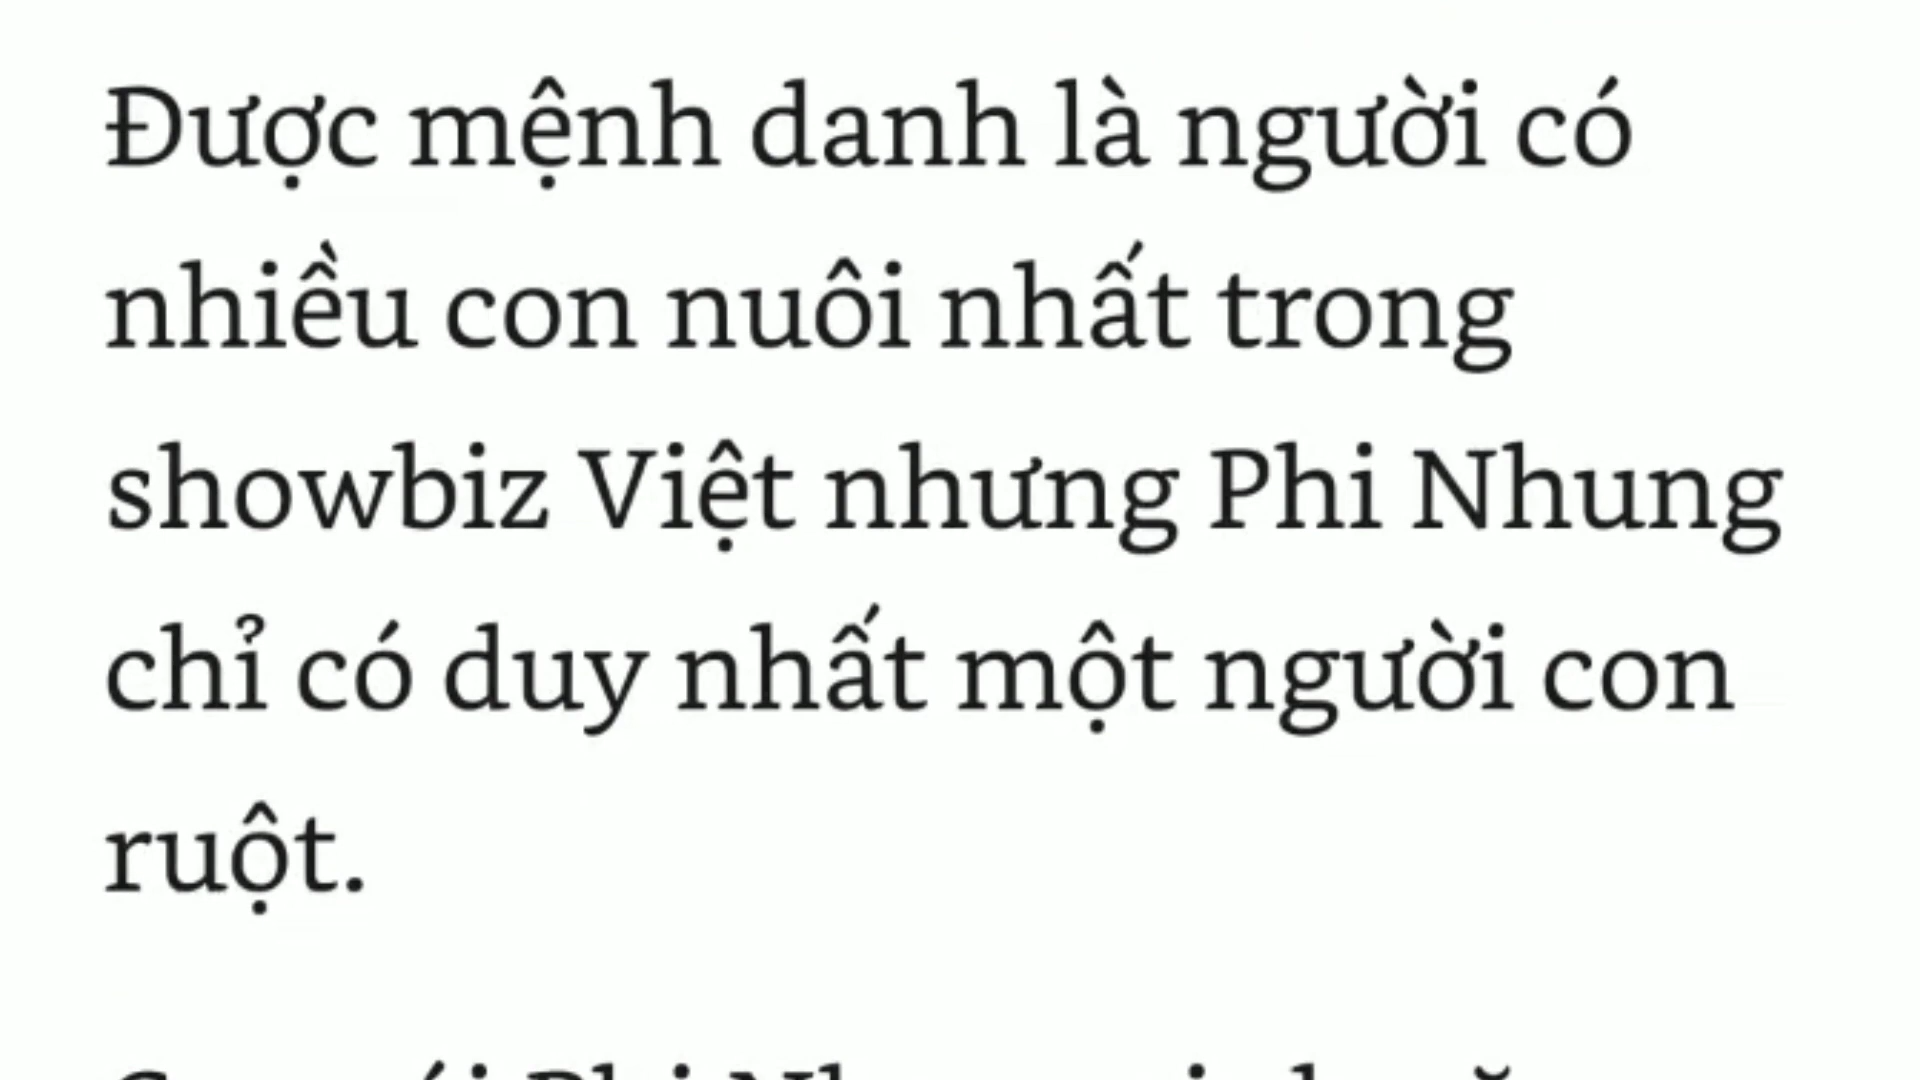 Được mệnh danh là người có
nhiều con nuôi nhất trong
showbiz Việt nhưng Phi Nhung
chỉ có duy nhất một người con
ruột.